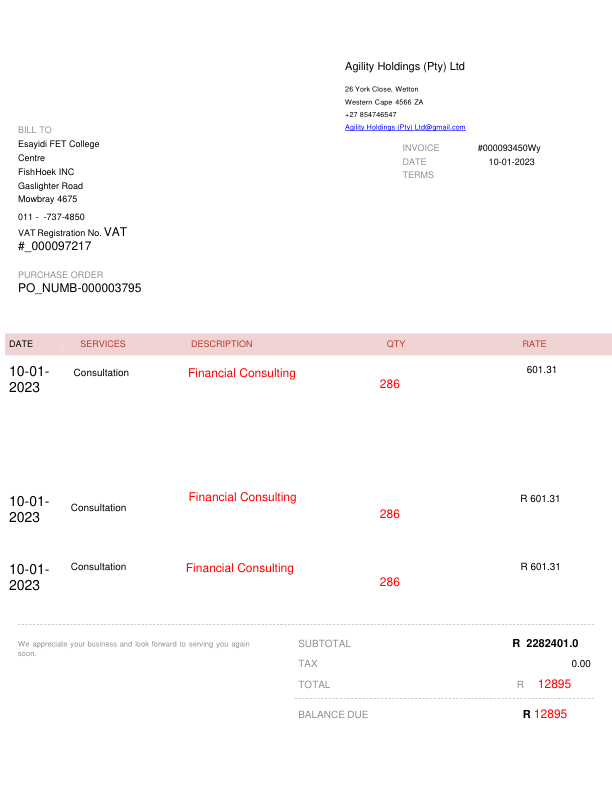 Agility Holdings (Pty) Ltd
26 York Close, Wetton
Western Cape 4566 ZA
+27 854746547
Agility Holdings (Pty) Ltd@gmail.com
BILL TO
Esayidi FET College
Centre
FishHoek INC
Gaslighter Road
Mowbray 4675
011 -  -737-4850
VAT Registration No. VAT
#_000097217
INVOICE #000093450Wy
DATE 10-01-2023
TERMS
PURCHASE ORDER
PO_NUMB-000003795
DATE SERVICES DESCRIPTION QTY RATE
10-01-
2023 Consultation Financial Consulting 286 601.31
10-01-
2023 Consultation Financial Consulting 286 R 601.31
10-01-
2023 Consultation Financial Consulting 286 R 601.31
We appreciate your business and look forward to serving you again
soon.
SUBTOTAL R  2282401.0
TAX 0.00
TOTAL R 12895
BALANCE DUE R 12895